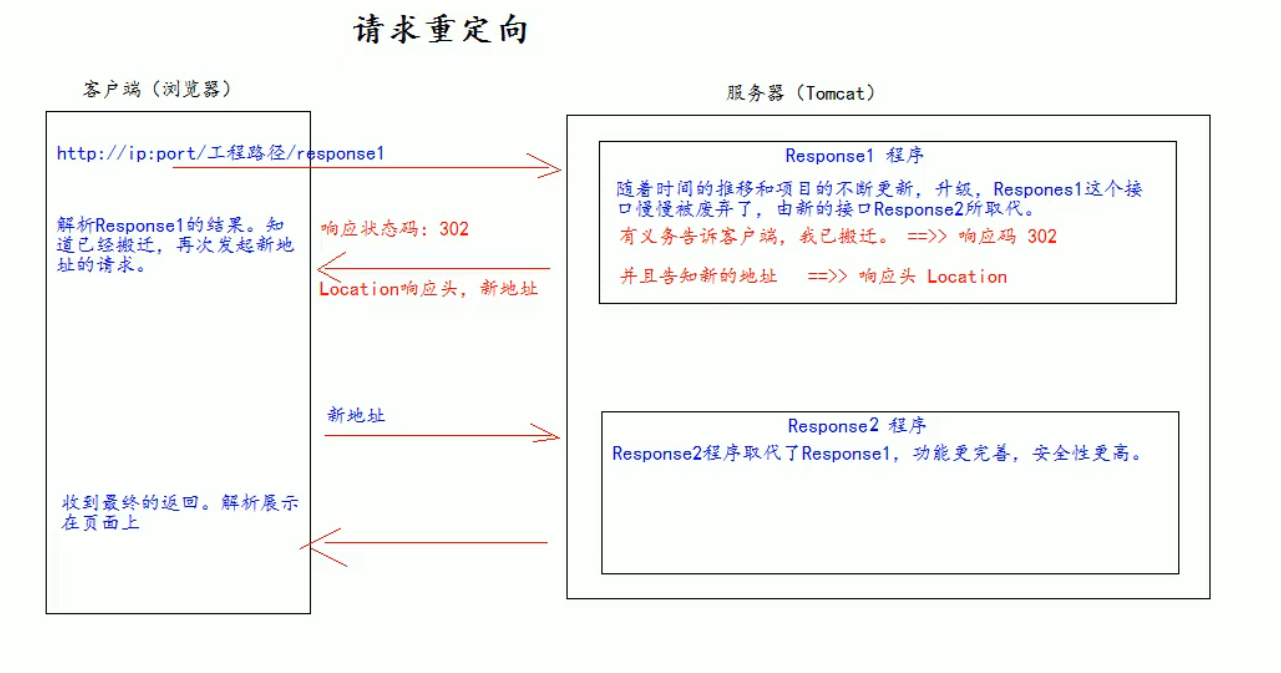 请求重定向
客户端（浏览器）
服务器（Tomcat）
http://ip:port/工程路径/response1
Response1 程序
随着时间的推移和项目的不断更新，升级，Respones1这个接
口慢慢被废弃了，由新的接口Response2所取代。
有义务告诉客户端，我已搬迁。 ==>> 响应码 302
并且告知新的地址 ==>> 响应头 Location
解析Response1的结果。知
道已经搬迁，再次发起新地
址的请求。
响应状态码：302
Location响应头，新地址
新地址
Response2 程序
Response2程序取代了Response1，功能更完善，安全性更高。
收到最终的返回。解析展示
在页面上